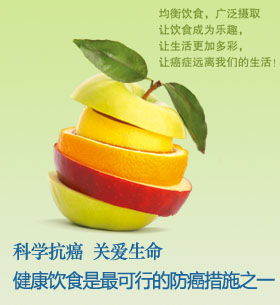 均衡饮食，广泛摄取
让饮食成为乐趣，
让生活更加多彩，
让癌症远离我们的生活！
科学抗癌 关爱生命
健康饮食是最可行的防癌措施之一